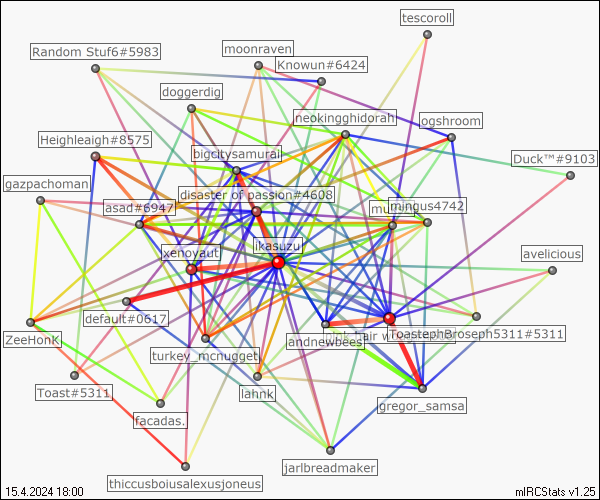 tescoroll
Random Stuf6#5983
moonraven
Knowun#6424
doggerdig
neokingghidorah
ogshroom
Heighleaigh#8575
bigcitysamurai
Duck™#9103
gazpachoman
disaster of passion#4608
asad#6947
mingus4742
xenoyaut
ikasuzu
avelicious
default#0617
ZeeHonK
andnewbees
hair
ToastephBroseph5311#5311
turkey_mcnugget
Toast#5311
lahnk
gregor_samsa
facadas.
jarlbreadmaker
thiccusboiusalexusjoneus
15.4.2024 18:00
mIRCStats v1.25